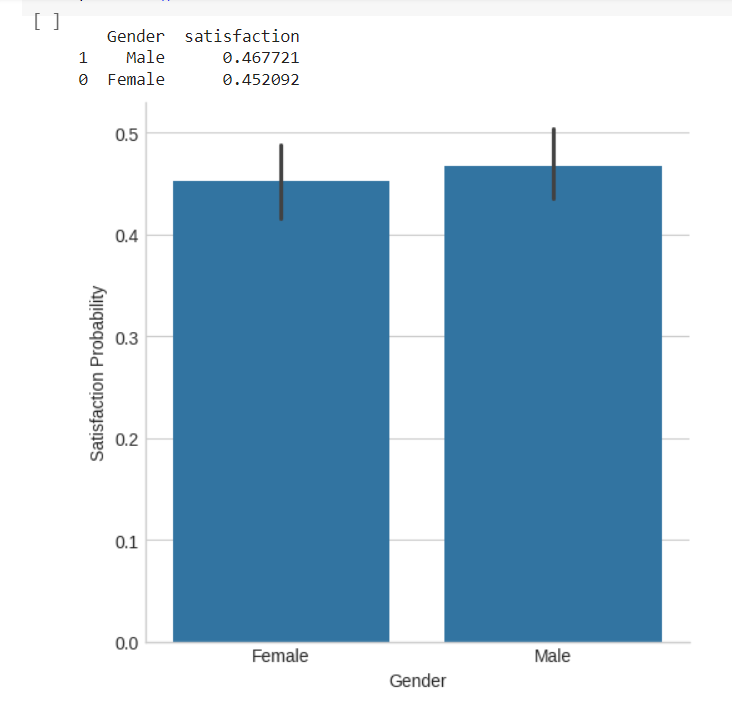 [ ]
Gender satisfaction
1 Male 0.467721
0 Female 0.452092
0.5
0.4
0.3
0.2
0.1
0.0
Satisfaction Probability
Female Male
Gender